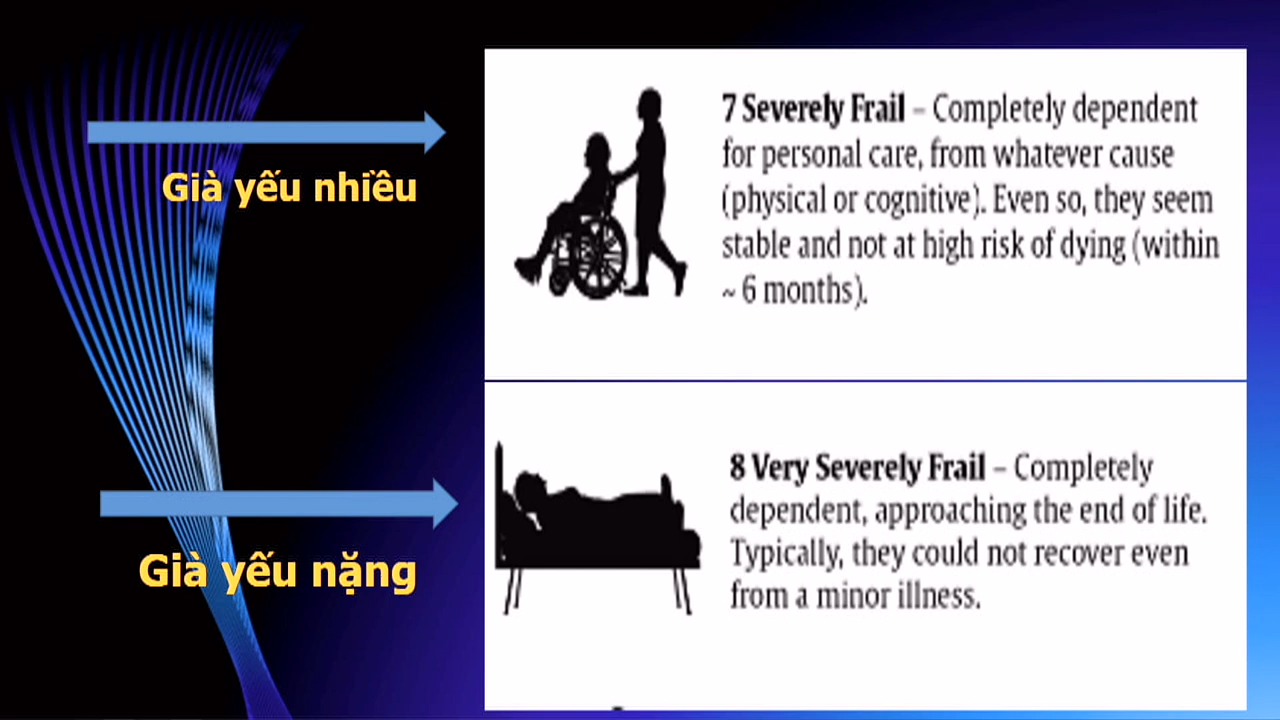 Già yếu nhiều
7 Severely Frail – Completely dependent
for personal care, from whatever cause
(physical or cognitive). Even so, they seem
stable and not at high risk of dying (within
~ 6 months).
Già yếu nặng
8 Very Severely Frail – Completely
dependent, approaching the end of life.
Typically, they could not recover even
from a minor illness.